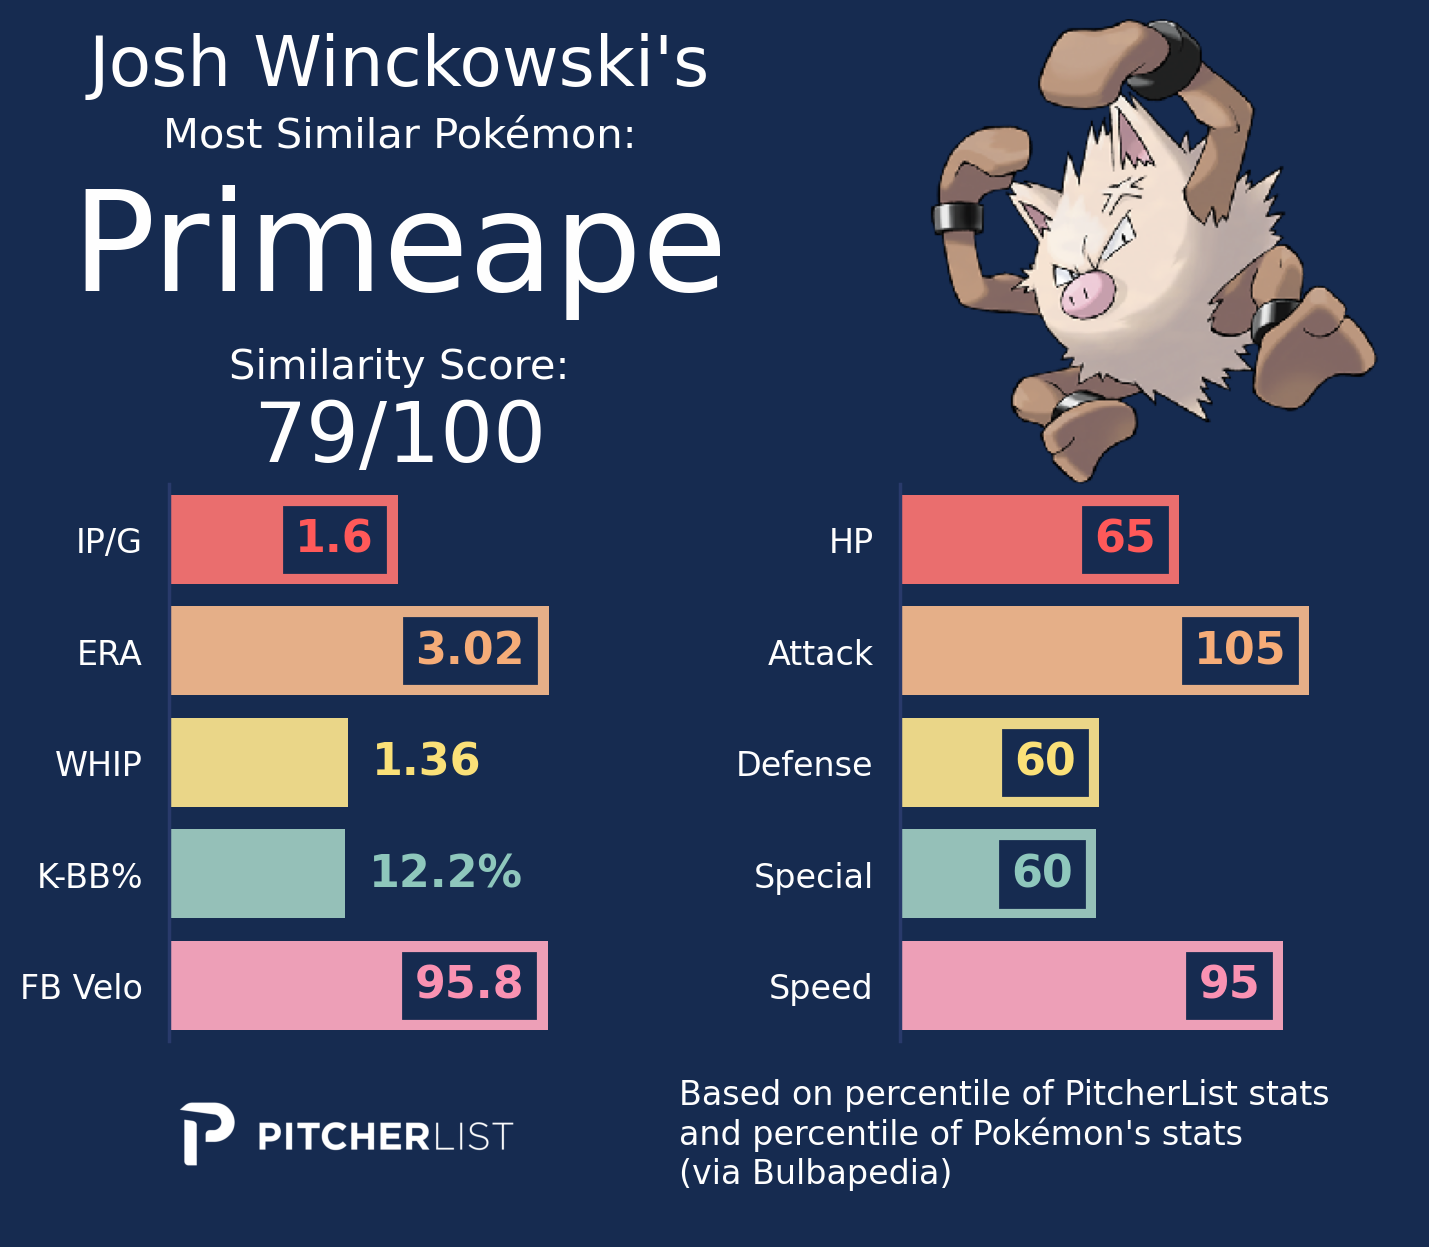 Josh Winckowski's
Most Similar Pokémon:
Primeape
Similarity Score:
79/100
IP/G 1.6
ERA 3.02
WHIP 1.36
K-BB% 12.2%
FB Velo 95.8
HP 65
Attack 105
Defense 60
Special 60
Speed 95
PITCHERLIST
Based on percentile of PitcherList stats
and percentile of Pokémon's stats
(via Bulbapedia)